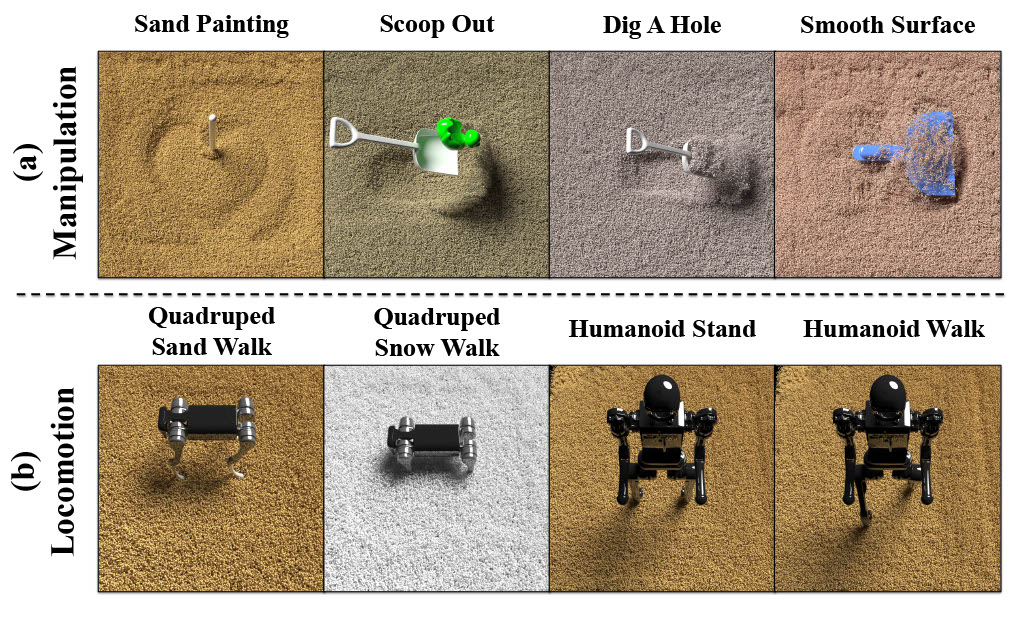 Sand Painting
Scoop Out
Dig A Hole
Smooth Surface
(a)
Manipulation
Quadruped
Sand Walk
Quadruped
Snow Walk
Humanoid Stand
Humanoid Walk
(b)
Locomotion